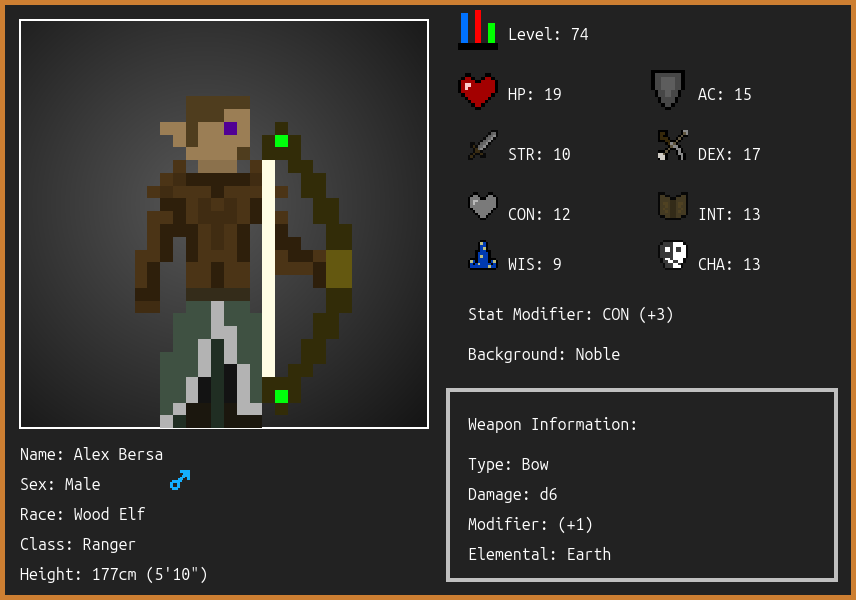 Level: 74
HP: 19
AC: 15
STR: 10
DEX: 17
CON: 12
INT: 13
WIS: 9
CHA: 13
Stat Modifier: CON (+3)
Background: Noble
Weapon Information:
Type: Bow
Damage: d6
Modifier: (+1)
Elemental: Earth
Name: Alex Bersa
Sex: Male
Race: Wood Elf
Class: Ranger
Height: 177cm (5'10")